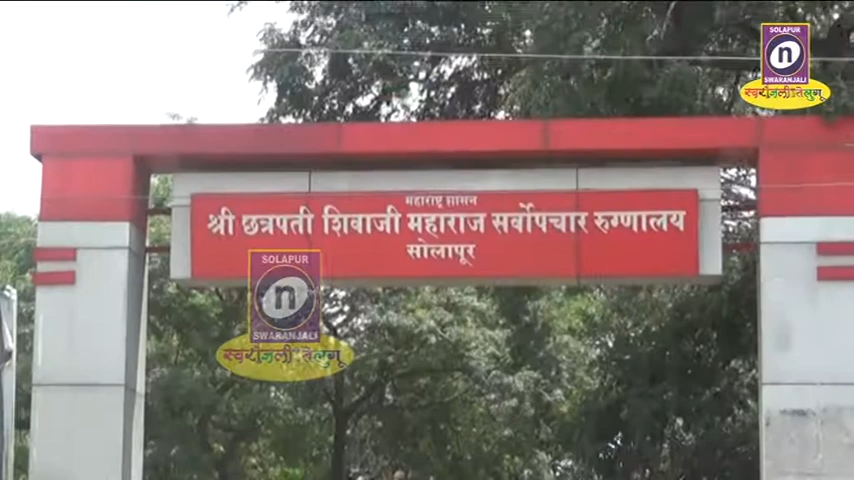 महाराष्ट्र शासन
श्री छत्रपती शिवाजी महाराज सर्वोपचार रुग्णालय
सोलापूर
SOLAPUR
n
SWARANJALI
स्वरांजली తెలుగు
SOLAPUR
n
SWARANJALI
स्वरांजली తెలుగు